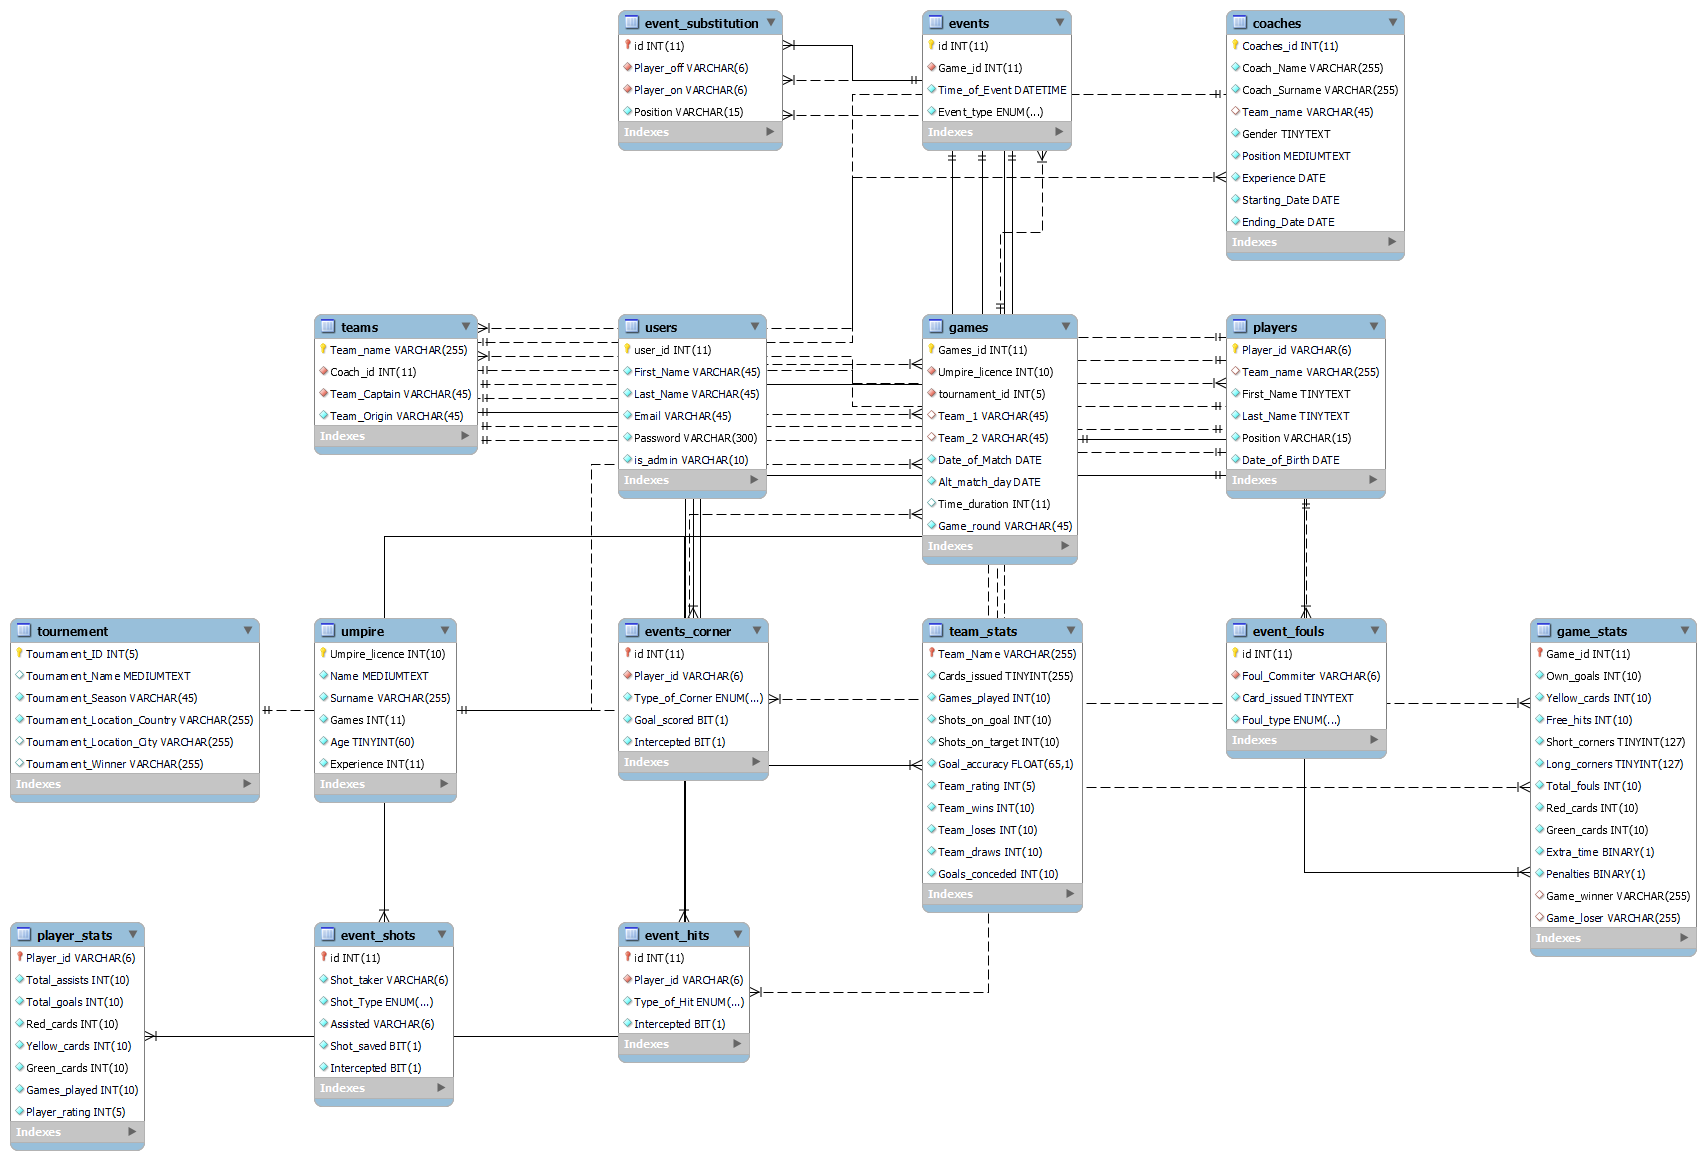 event_substitution
id INT(11)
Player_off VARCHAR(6)
Player_on VARCHAR(6)
Position VARCHAR(15)
Indexes
events
id INT(11)
Game_id INT(11)
Time_of_Event DATETIME
Event_type ENUM(...)
Indexes
coaches
Coaches_id INT(11)
Coach_Name VARCHAR(255)
Coach_Surname VARCHAR(255)
Team_name VARCHAR(45)
Gender TINYTEXT
Position MEDIUMTEXT
Experience DATE
Starting_Date DATE
Ending_Date DATE
Indexes
teams
Team_name VARCHAR(255)
Coach_id INT(11)
Team_Captain VARCHAR(45)
Team_Origin VARCHAR(45)
Indexes
users
user_id INT(11)
First_Name VARCHAR(45)
Last_Name VARCHAR(45)
Email VARCHAR(45)
Password VARCHAR(300)
is_admin VARCHAR(10)
Indexes
games
Games_id INT(11)
Umpire_licence INT(10)
tournament_id INT(5)
Team_1 VARCHAR(45)
Team_2 VARCHAR(45)
Date_of_Match DATE
Alt_match_day DATE
Time_duration INT(11)
Game_round VARCHAR(45)
Indexes
players
Player_id VARCHAR(6)
Team_name VARCHAR(255)
First_Name TINYTEXT
Last_Name TINYTEXT
Position VARCHAR(15)
Date_of_Birth DATE
Indexes
tournement
Tournament_ID INT(5)
Tournament_Name MEDIUMTEXT
Tournament_Season VARCHAR(45)
Tournament_Location_Country VARCHAR(255)
Tournament_Location_City VARCHAR(255)
Tournament_Winner VARCHAR(255)
Indexes
umpire
Umpire_licence INT(10)
Name MEDIUMTEXT
Surname VARCHAR(255)
Games INT(11)
Age TINYINT(60)
Experience INT(11)
Indexes
events_corner
id INT(11)
Player_id VARCHAR(6)
Type_of_Corner ENUM(...)
Goal_scored BIT(1)
Intercepted BIT(1)
Indexes
team_stats
Team_Name VARCHAR(255)
Cards_issued TINYINT(255)
Games_played INT(10)
Shots_on_goal INT(10)
Shots_on_target INT(10)
Goal_accuracy FLOAT(65,1)
Team_rating INT(5)
Team_wins INT(10)
Team_loses INT(10)
Team_draws INT(10)
Goals_conceded INT(10)
Indexes
event_fouls
id INT(11)
Foul_Commiter VARCHAR(6)
Card_issued TINYTEXT
Foul_type ENUM(...)
Indexes
game_stats
Game_id INT(11)
Own_goals INT(10)
Yellow_cards INT(10)
Free_hits INT(10)
Short_corners TINYINT(127)
Long_corners TINYINT(127)
Total_fouls INT(10)
Red_cards INT(10)
Green_cards INT(10)
Extra_time BINARY(1)
Penalties BINARY(1)
Game_winner VARCHAR(255)
Game_loser VARCHAR(255)
Indexes
player_stats
Player_id VARCHAR(6)
Total_assists INT(10)
Total_goals INT(10)
Red_cards INT(10)
Yellow_cards INT(10)
Green_cards INT(10)
Games_played INT(10)
Player_rating INT(5)
Indexes
event_shots
id INT(11)
Shot_taker VARCHAR(6)
Shot_Type ENUM(...)
Assisted VARCHAR(6)
Shot_saved BIT(1)
Intercepted BIT(1)
Indexes
event_hits
id INT(11)
Player_id VARCHAR(6)
Type_of_Hit ENUM(...)
Intercepted BIT(1)
Indexes